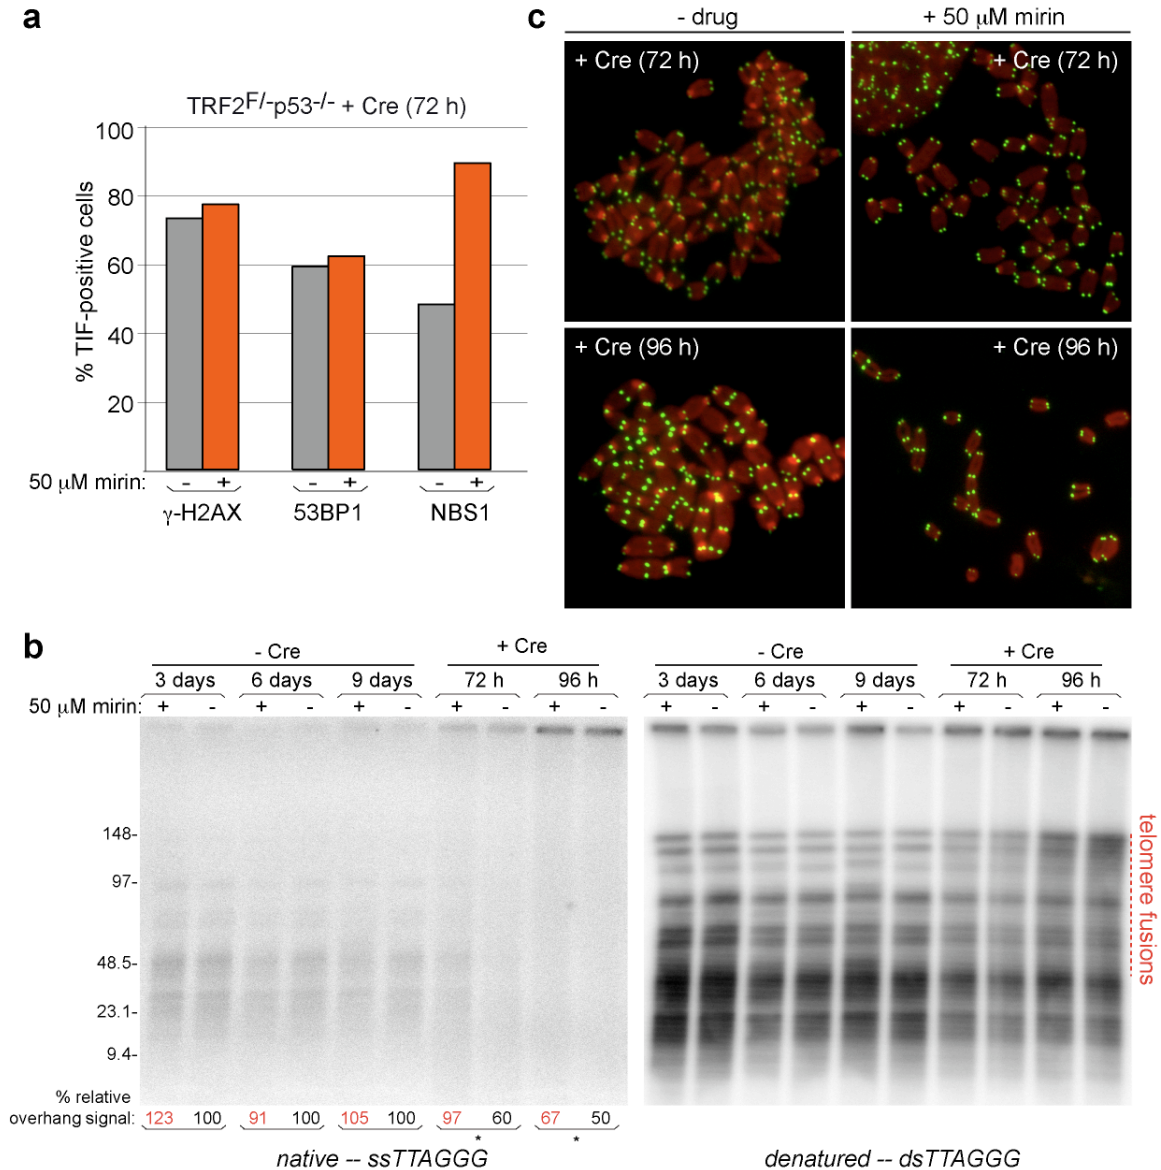 a
TRF2F/-p53-/- + Cre (72 h)
% TIF-positive cells
100
80
60
40
20
50 μM mirin: - + - + - +
γ-H2AX 53BP1 NBS1
c
- drug + 50 μM mirin
+ Cre (72 h) + Cre (72 h)
+ Cre (96 h) + Cre (96 h)
b
- Cre + Cre - Cre + Cre
3 days 6 days 9 days 72 h 96 h 3 days 6 days 9 days 72 h 96 h
50 μM mirin: + - + - + - + - + - + - + - + - + - + -
148-
97-
48.5-
23.1-
9.4-
telomere fusions
% relative
overhang signal: 123 100 91 100 105 100 97 60 67 50
* *
native -- ssTTAGGG denatured -- dsTTAGGG